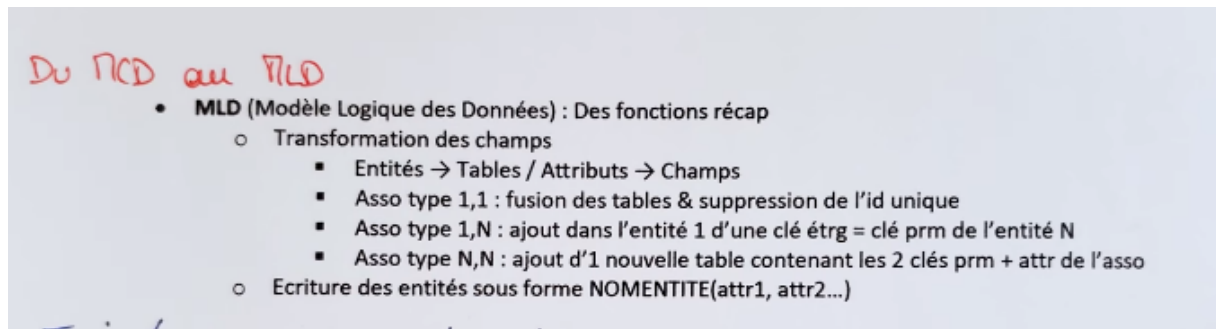 Du MCD au MLD
• MLD (Modèle Logique des Données) : Des fonctions récap
o Transformation des champs
▪ Entités → Tables / Attributs → Champs
▪ Asso type 1,1 : fusion des tables & suppression de l'id unique
▪ Asso type 1,N : ajout dans l'entité 1 d'une clé étrg = clé prm de l'entité N
▪ Asso type N,N : ajout d'1 nouvelle table contenant les 2 clés prm + attr de l'asso
o Ecriture des entités sous forme NOMENTITE(attr1, attr2...)